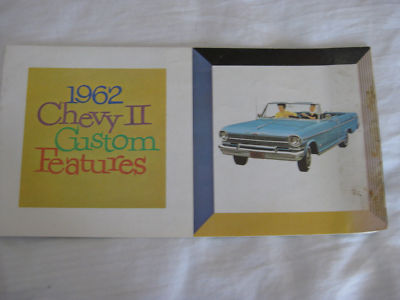 1962
Chevy II
Custom
Features